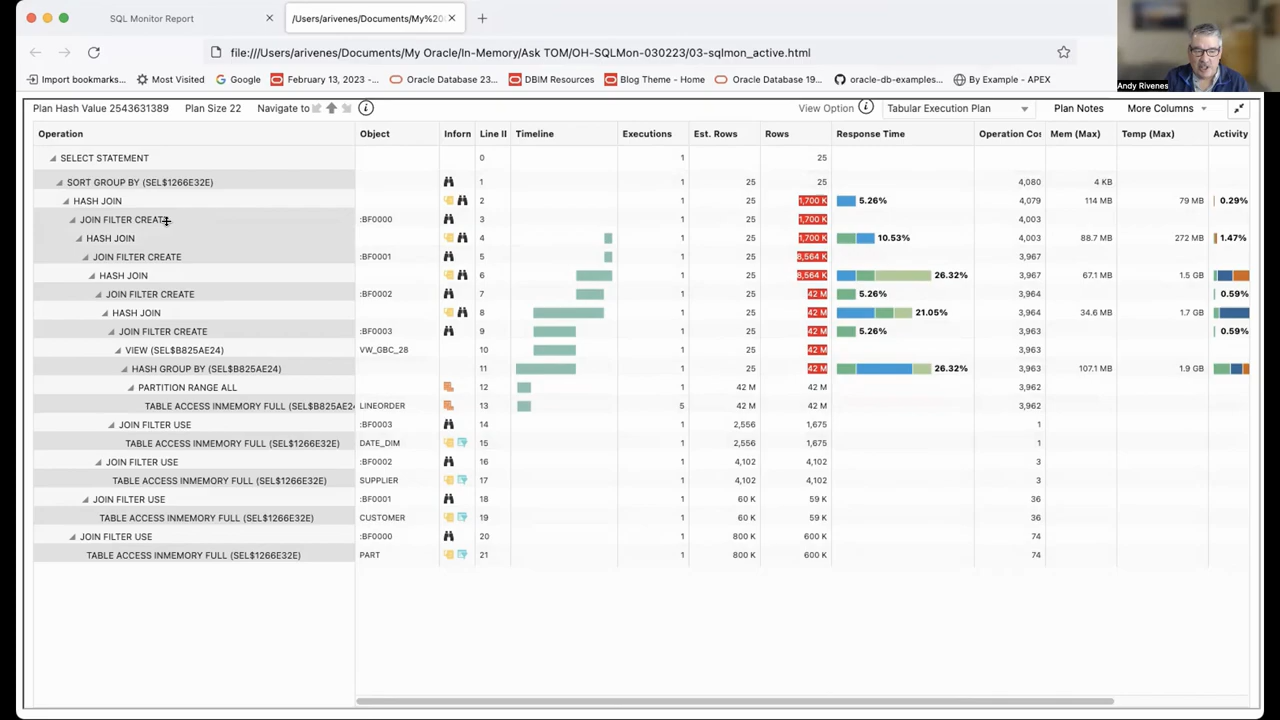 SQL Monitor Report
/Users/arivenes/Documents/My%20
file:///Users/arivenes/Documents/My Oracle/In-Memory/Ask TOM/OH-SQLMon-030223/03-sqlmon_active.html
Import bookmarks... Most Visited Google February 13, 2023 -... Oracle Database 23... DBIM Resources Blog Theme - Home Oracle Database 19... oracle-db-examples... By Example - APEX
Andy Rivenes
Plan Hash Value 2543631389 Plan Size 22 Navigate to View Option Tabular Execution Plan Plan Notes More Columns
Operation Object Inforn Line II Timeline Executions Est. Rows Rows Response Time Operation Cos Mem (Max) Temp (Max) Activity
SELECT STATEMENT 0 1 25
SORT GROUP BY (SEL$1266E32E) 1 1 25 25 4,080 4 KB
HASH JOIN 2 1 25 1,700 K 5.26% 4,079 114 MB 79 MB 0.29%
JOIN FILTER CREATE :BF0000 3 1 25 1,700 K 4,003
HASH JOIN 4 1 25 1,700 K 10.53% 4,003 88.7 MB 272 MB 1.47%
JOIN FILTER CREATE :BF0001 5 1 25 8,564 K 3,967
HASH JOIN 6 1 25 8,564 K 26.32% 3,967 67.1 MB 1.5 GB
JOIN FILTER CREATE :BF0002 7 1 25 42 M 5.26% 3,964 0.59%
HASH JOIN 8 1 25 42 M 21.05% 3,964 34.6 MB 1.7 GB
JOIN FILTER CREATE :BF0003 9 1 25 42 M 5.26% 3,963 0.59%
VIEW (SEL$B825AE24) VW_GBC_28 10 1 25 42 M 3,963
HASH GROUP BY (SEL$B825AE24) 11 1 25 42 M 26.32% 3,963 107.1 MB 1.9 GB
PARTITION RANGE ALL 12 1 42 M 42 M 3,962
TABLE ACCESS INMEMORY FULL (SEL$B825AE24 LINEORDER 13 5 42 M 42 M 3,962
JOIN FILTER USE :BF0003 14 1 2,556 1,675 1
TABLE ACCESS INMEMORY FULL (SEL$1266E32E) DATE_DIM 15 1 2,556 1,675 1
JOIN FILTER USE :BF0002 16 1 4,102 4,102 3
TABLE ACCESS INMEMORY FULL (SEL$1266E32E) SUPPLIER 17 1 4,102 4,102 3
JOIN FILTER USE :BF0001 18 1 60 K 59 K 36
TABLE ACCESS INMEMORY FULL (SEL$1266E32E) CUSTOMER 19 1 60 K 59 K 36
JOIN FILTER USE :BF0000 20 1 800 K 600 K 74
TABLE ACCESS INMEMORY FULL (SEL$1266E32E) PART 21 1 800 K 600 K 74